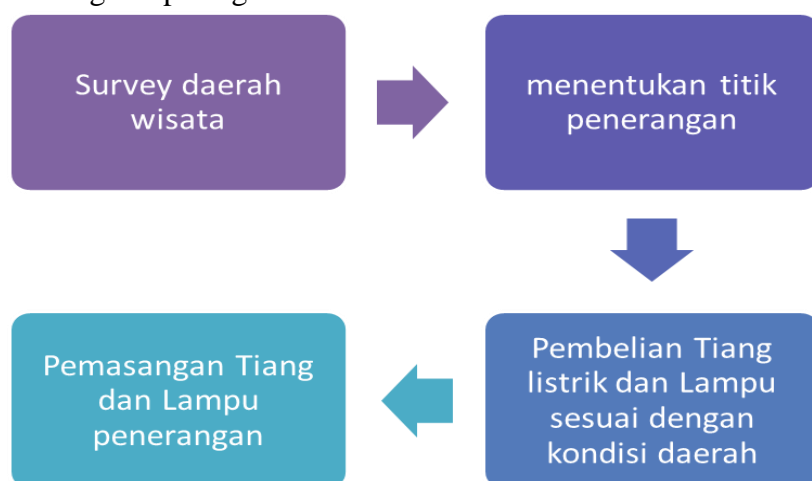 Survey daerah
wisata
menentukan titik
penerangan
Pembelian Tiang
listrik dan Lampu
sesuai dengan
kondisi daerah
Pemasangan Tiang
dan Lampu
penerangan